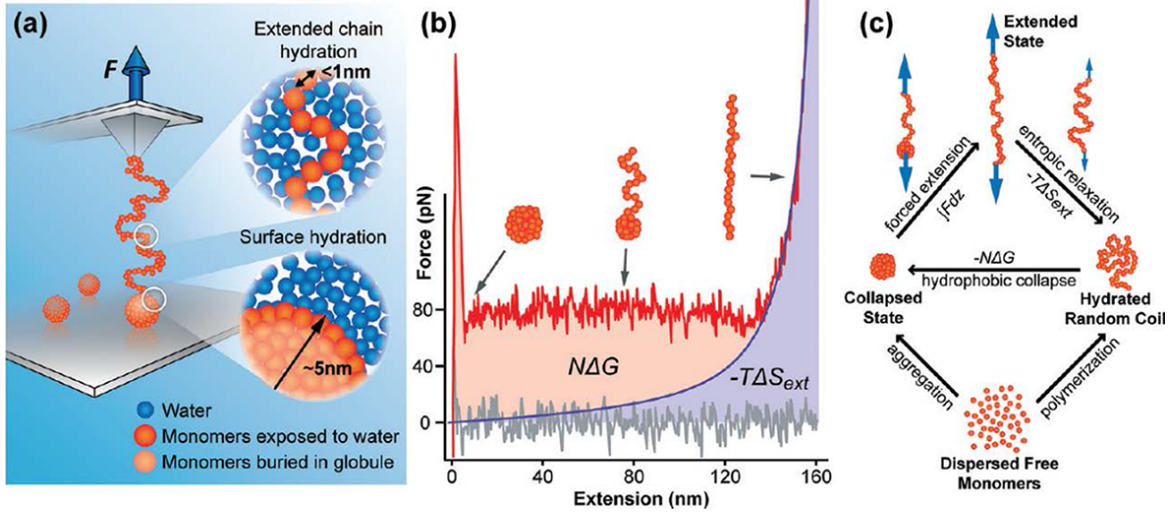 (a)
F
Extended chain
hydration
<1nm
Surface hydration
~5nm
Water
Monomers exposed to water
Monomers buried in globule
(b)
Force (pN)
80
40
0
NΔG
-TΔS_ext
0
40
80
120
160
Extension (nm)
(c)
Extended
State
forced extension
∫Fdz
entropic relaxation
-TΔS_ext
-NΔG
hydrophobic collapse
Collapsed
State
Hydrated
Random Coil
aggregation
polymerization
Dispersed Free
Monomers